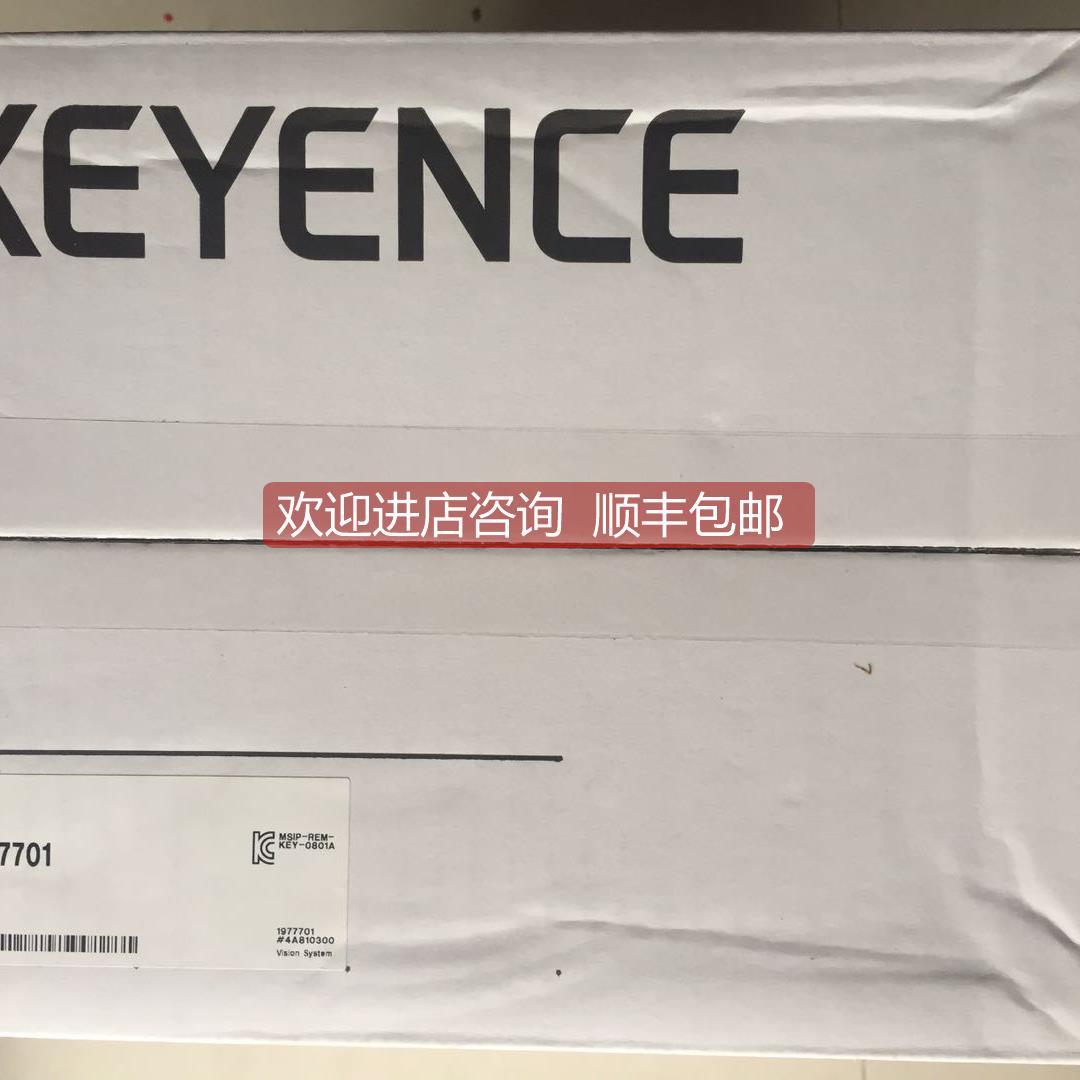 KEYENCE
欢迎进店咨询 顺丰包邮
7
7701
MSIP-REM-
KEY-0801A
1977701
#4A810300
Vision System